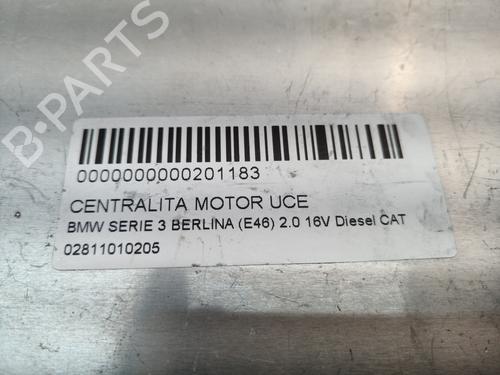 B-PARTS
0000000000201183
CENTRALITA MOTOR UCE
BMW SERIE 3 BERLINA (E46) 2.0 16V Diesel CAT
02811010205